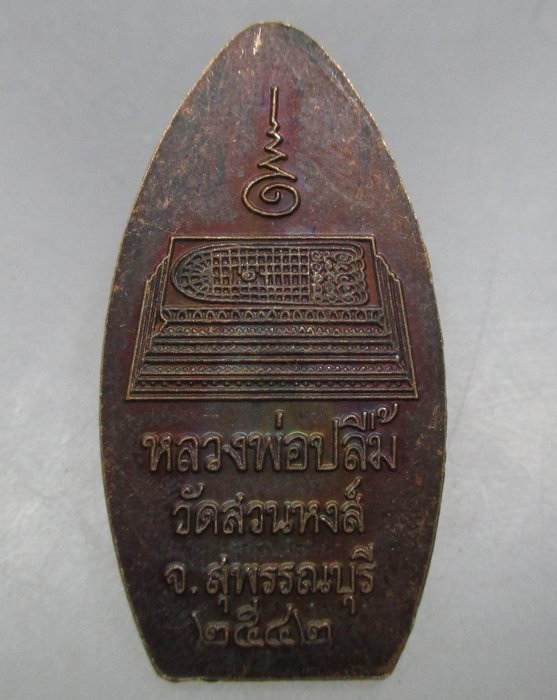 หลวงพ่อปลื้ม
วัดสวนหงส์
จ. สุพรรณบุรี
๒๕๔๒